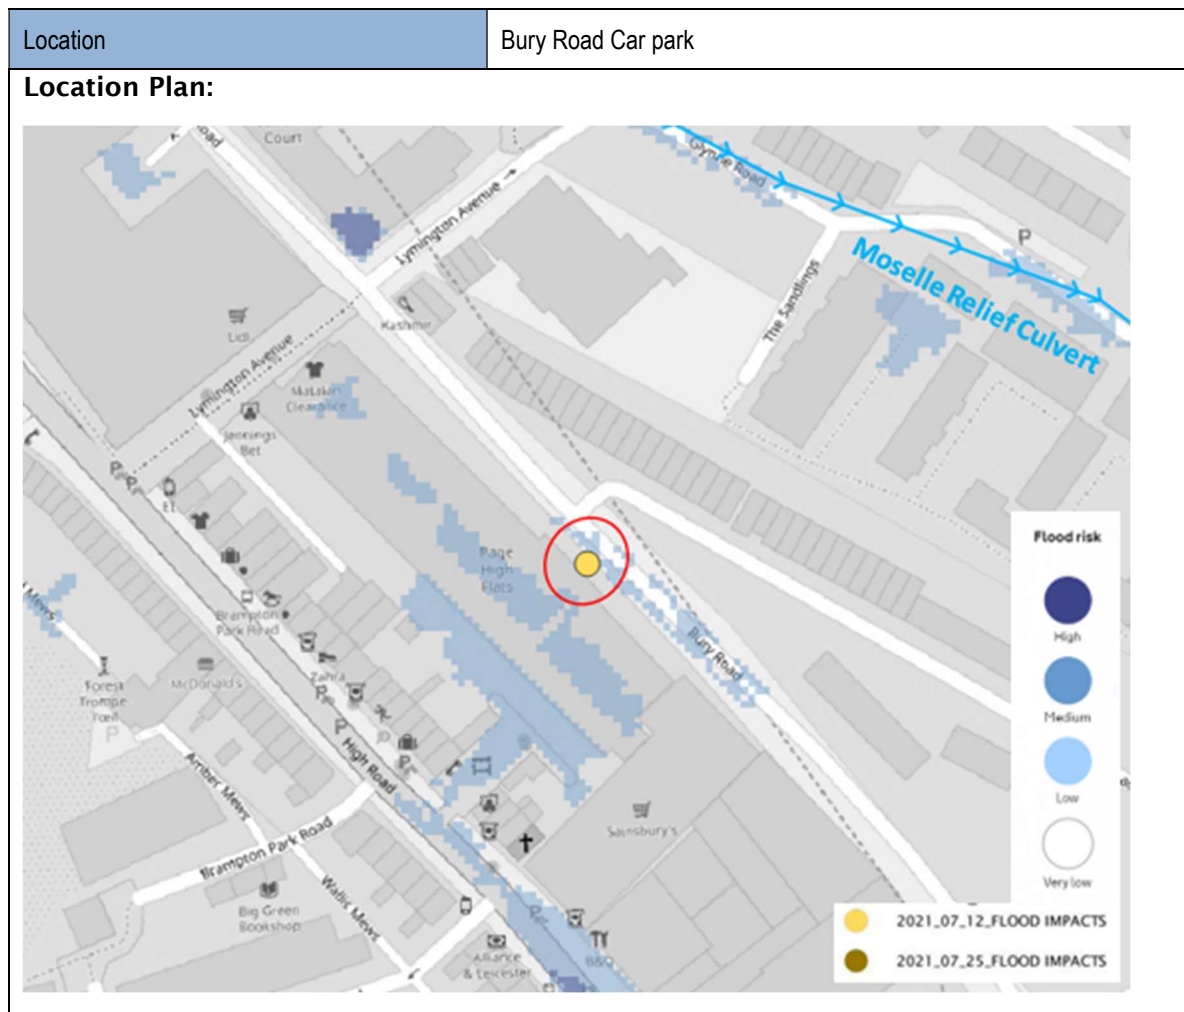 Location
Bury Road Car park
Location Plan:
Court
Glynne Road
Lymington Avenue
P
Moselle Relief Culvert
The Sandlings
Kashmir
Lidl
Lymington Avenue
Matalan
Clearance
Jennings
Bet
P
P
EE
Page
High
Flats
Flood risk
High
Medium
Low
Very low
Brampton
Park Road
Zahra
McDonald's
Forest
Trompe
P
P
P
P
High Road
Bury Road
Amber Mews
Brampton Park Road
Wallis Mews
Sainsbury's
Big Green
Bookshop
Alliance
& Leicester
B&Q
2021_07_12_FLOOD IMPACTS
2021_07_25_FLOOD IMPACTS